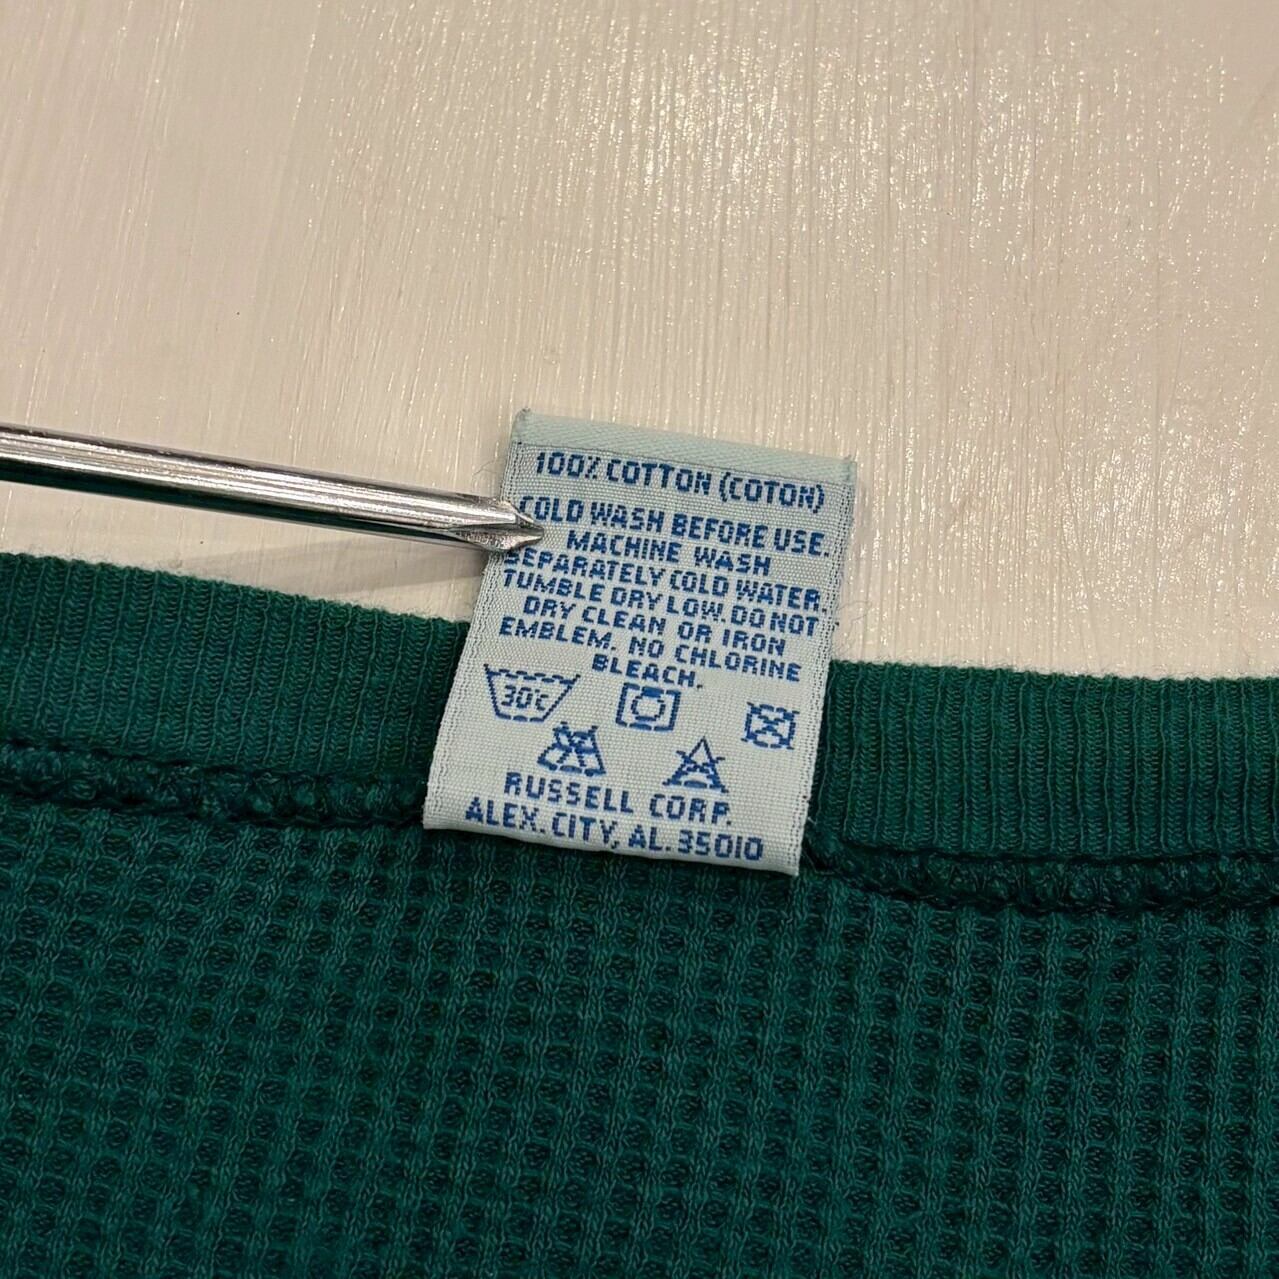 100% COTTON (COTON)
COLD WASH BEFORE USE.
MACHINE WASH
SEPARATELY COLD WATER.
TUMBLE DRY LOW. DO NOT
DRY CLEAN OR IRON
EMBLEM. NO CHLORINE
BLEACH.
30°C
RUSSELL CORP.
ALEX. CITY, AL. 35010